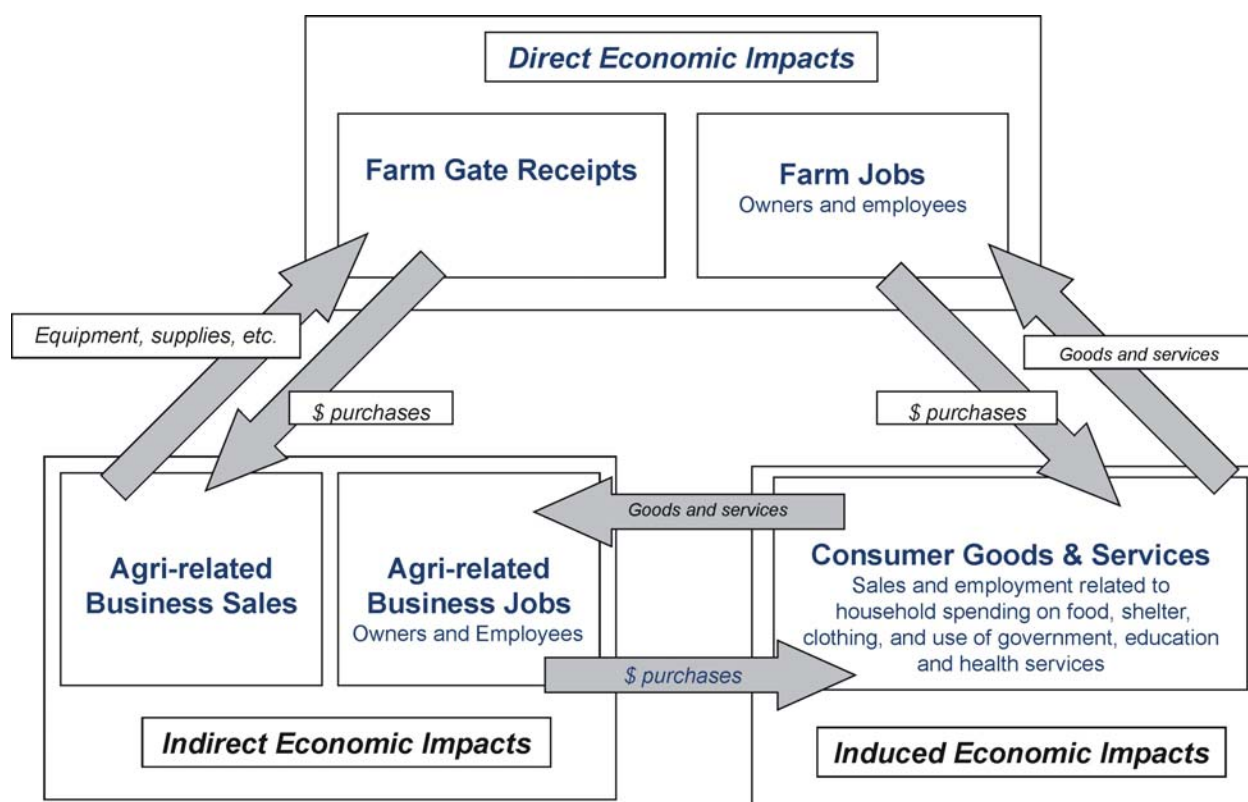 Direct Economic Impacts
Farm Gate Receipts
Farm Jobs
Owners and employees
Equipment, supplies, etc.
$ purchases
$ purchases
Goods and services
Agri-related
Business Sales
Agri-related
Business Jobs
Owners and Employees
Goods and services
$ purchases
Consumer Goods & Services
Sales and employment related to
household spending on food, shelter,
clothing, and use of government, education
and health services
Indirect Economic Impacts
Induced Economic Impacts